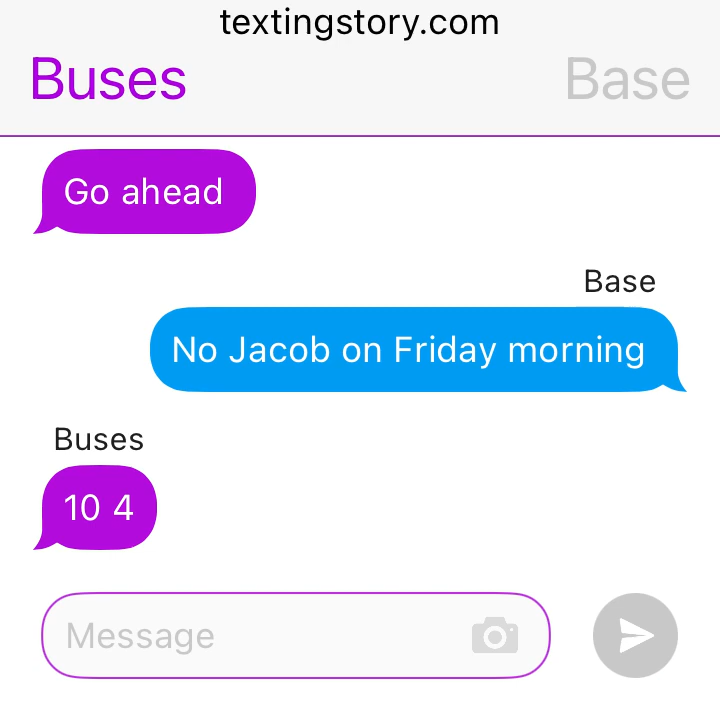 textingstory.com
Buses
Base
Go ahead
Base
No Jacob on Friday morning
Buses
10 4
Message